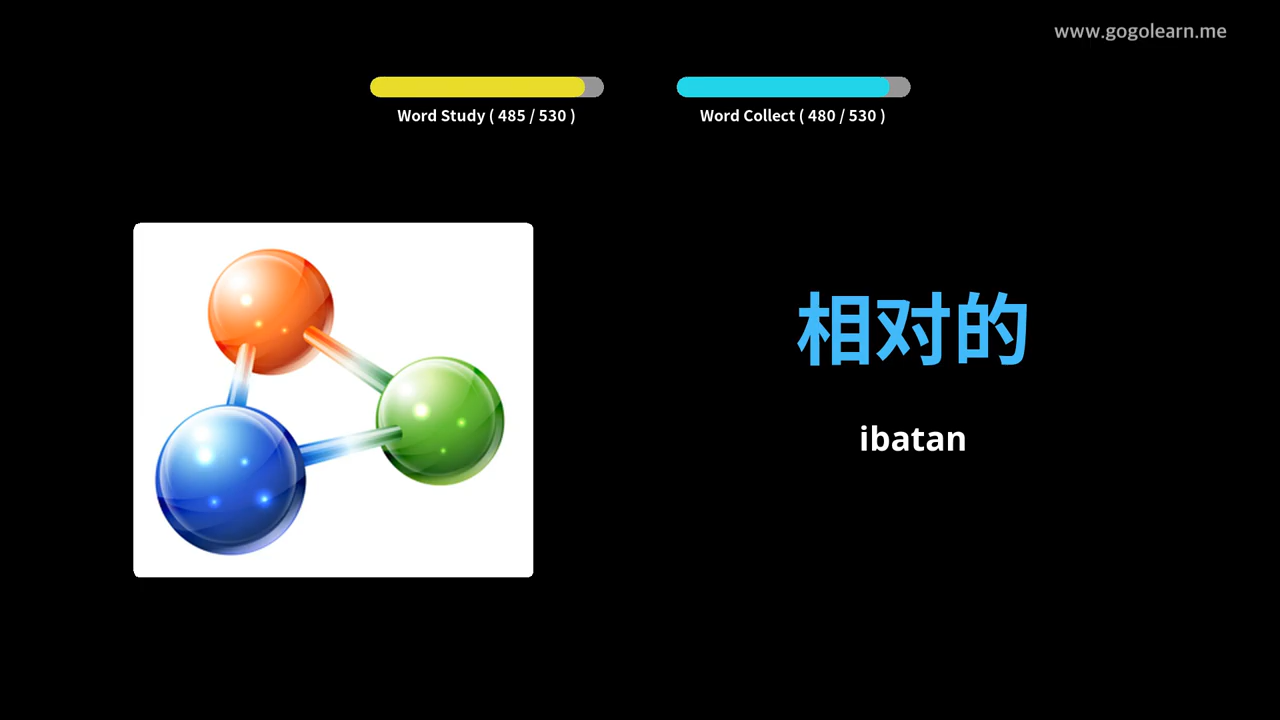 www.gogolearn.me
Word Study ( 485 / 530 )
Word Collect ( 480 / 530 )
相对的
ibatan